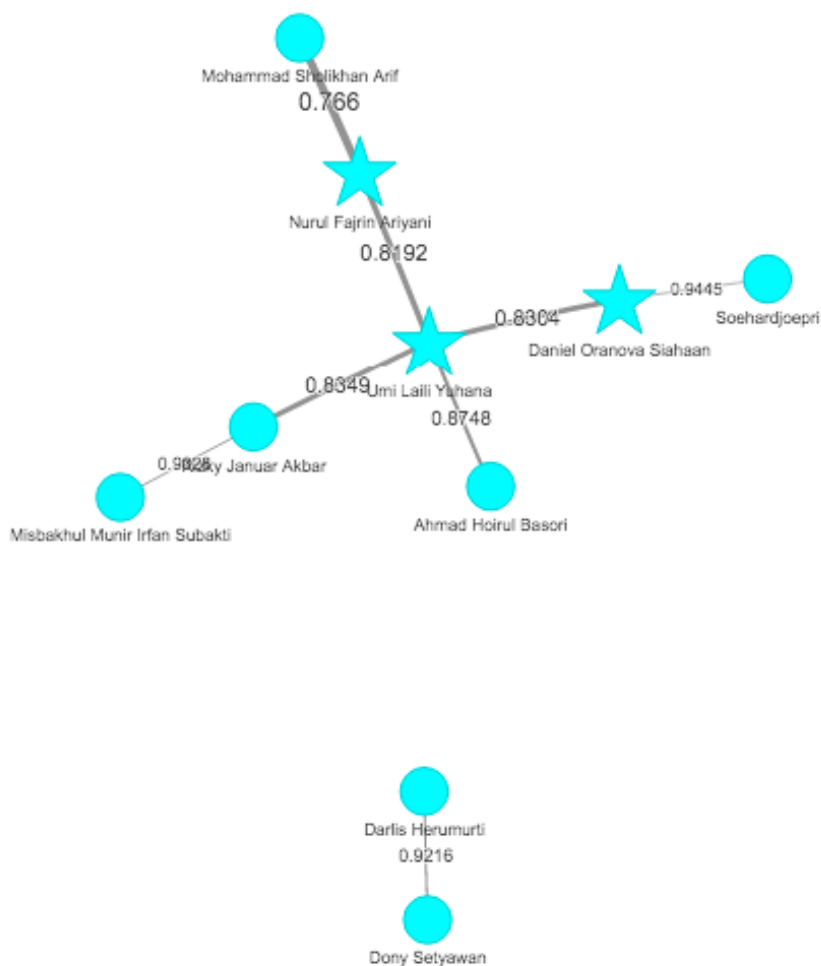 Mohammad Sholikhan Arif
0.766
Nurul Fajrin Ariyani
0.8192
0.9445
0.8304
Soehardjoepri
Daniel Oranova Siahaan
0.8349
Umi Laili Yuhana
0.8748
Januar Akbar
Ahmad Hoirul Basori
Misbakhul Munir Irfan Subakti
Darlis Herumurti
0.9216
Dony Setyawan